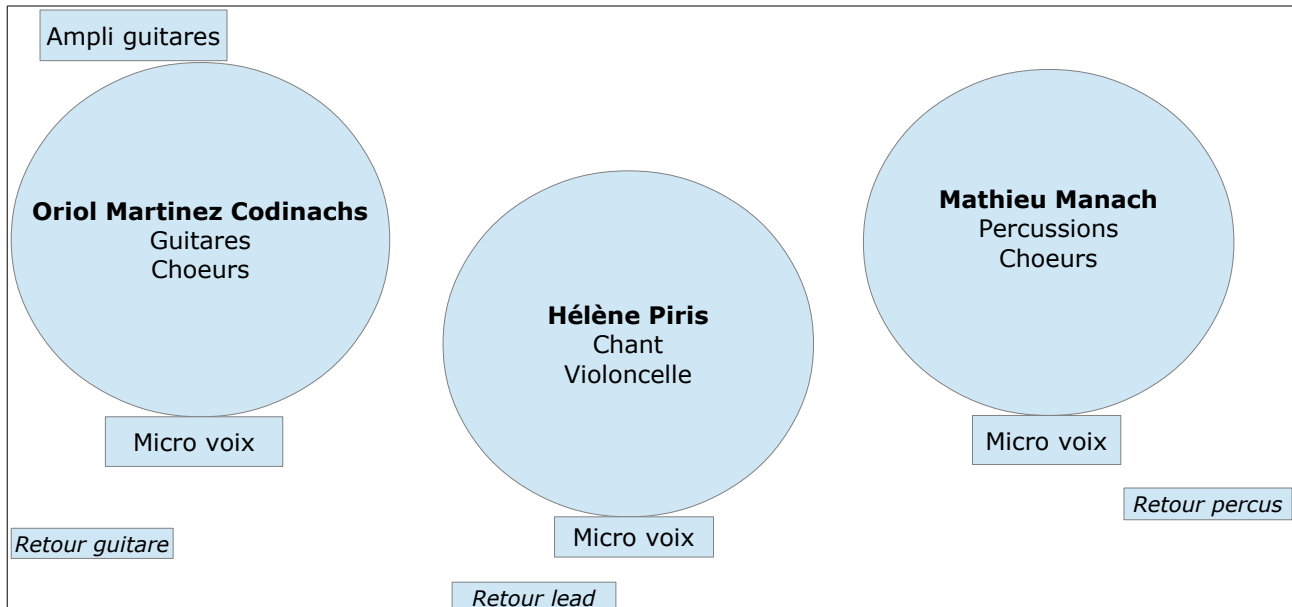 Ampli guitares
Oriol Martinez Codinachs
Guitares
Choeurs
Micro voix
Retour guitare
Hélène Piris
Chant
Violoncelle
Micro voix
Retour lead
Mathieu Manach
Percussions
Choeurs
Micro voix
Retour percus